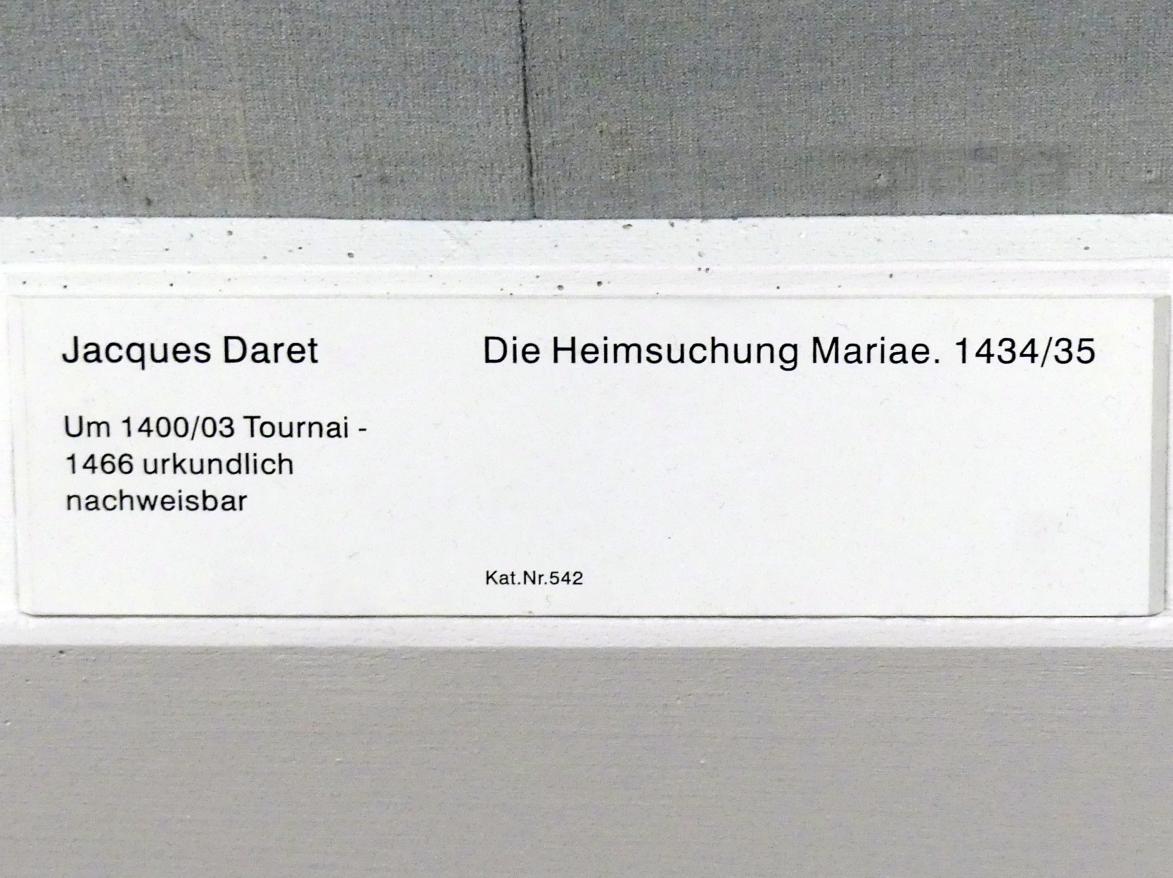 Jacques Daret
Um 1400/03 Tournai -
1466 urkundlich
nachweisbar
Die Heimsuchung Mariae. 1434/35
Kat.Nr.542